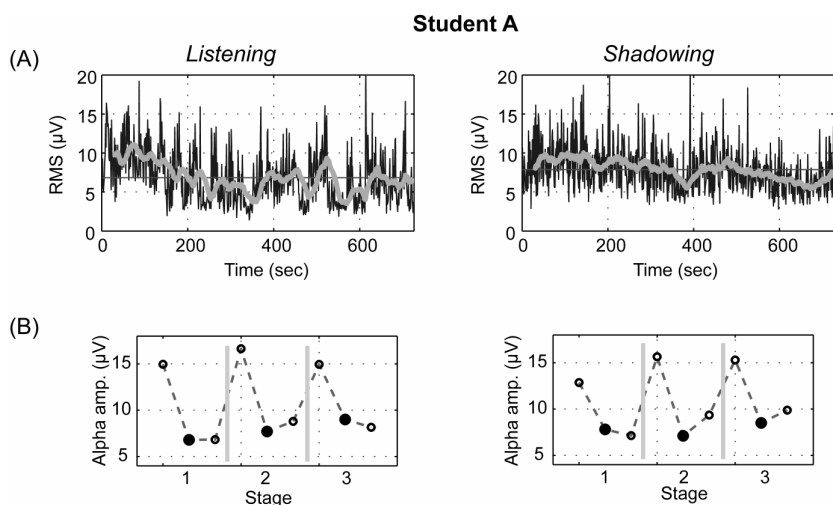 Student A
(A)
Listening
Shadowing
20
15
10
5
0
RMS (μV)
0
200
400
600
Time (sec)
20
15
10
5
0
RMS (μV)
0
200
400
600
Time (sec)
(B)
15
10
5
Alpha amp. (μV)
1
2
3
Stage
15
10
5
Alpha amp. (μV)
1
2
3
Stage